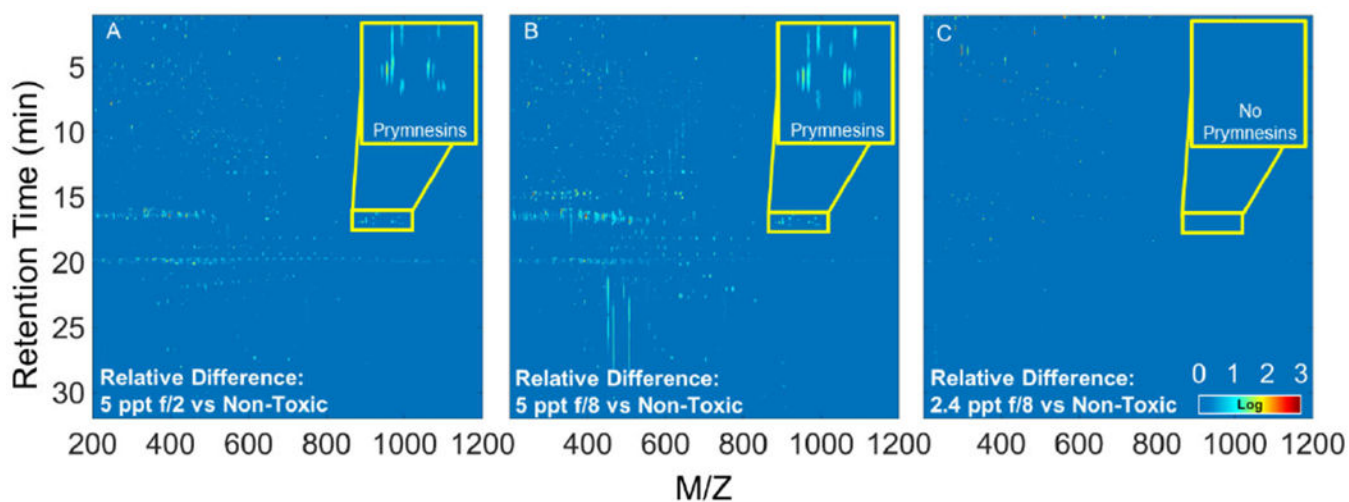 A
B
C
Prymnesins
Prymnesins
No
Prymnesins
Retention Time (min)
5
10
15
20
25
30
Relative Difference:
5 ppt f/2 vs Non-Toxic
Relative Difference:
5 ppt f/8 vs Non-Toxic
Relative Difference:
2.4 ppt f/8 vs Non-Toxic
0 1 2 3
Log
200 400 600 800 1000 1200
200 400 600 800 1000 1200
400 600 800 1000 1200
M/Z